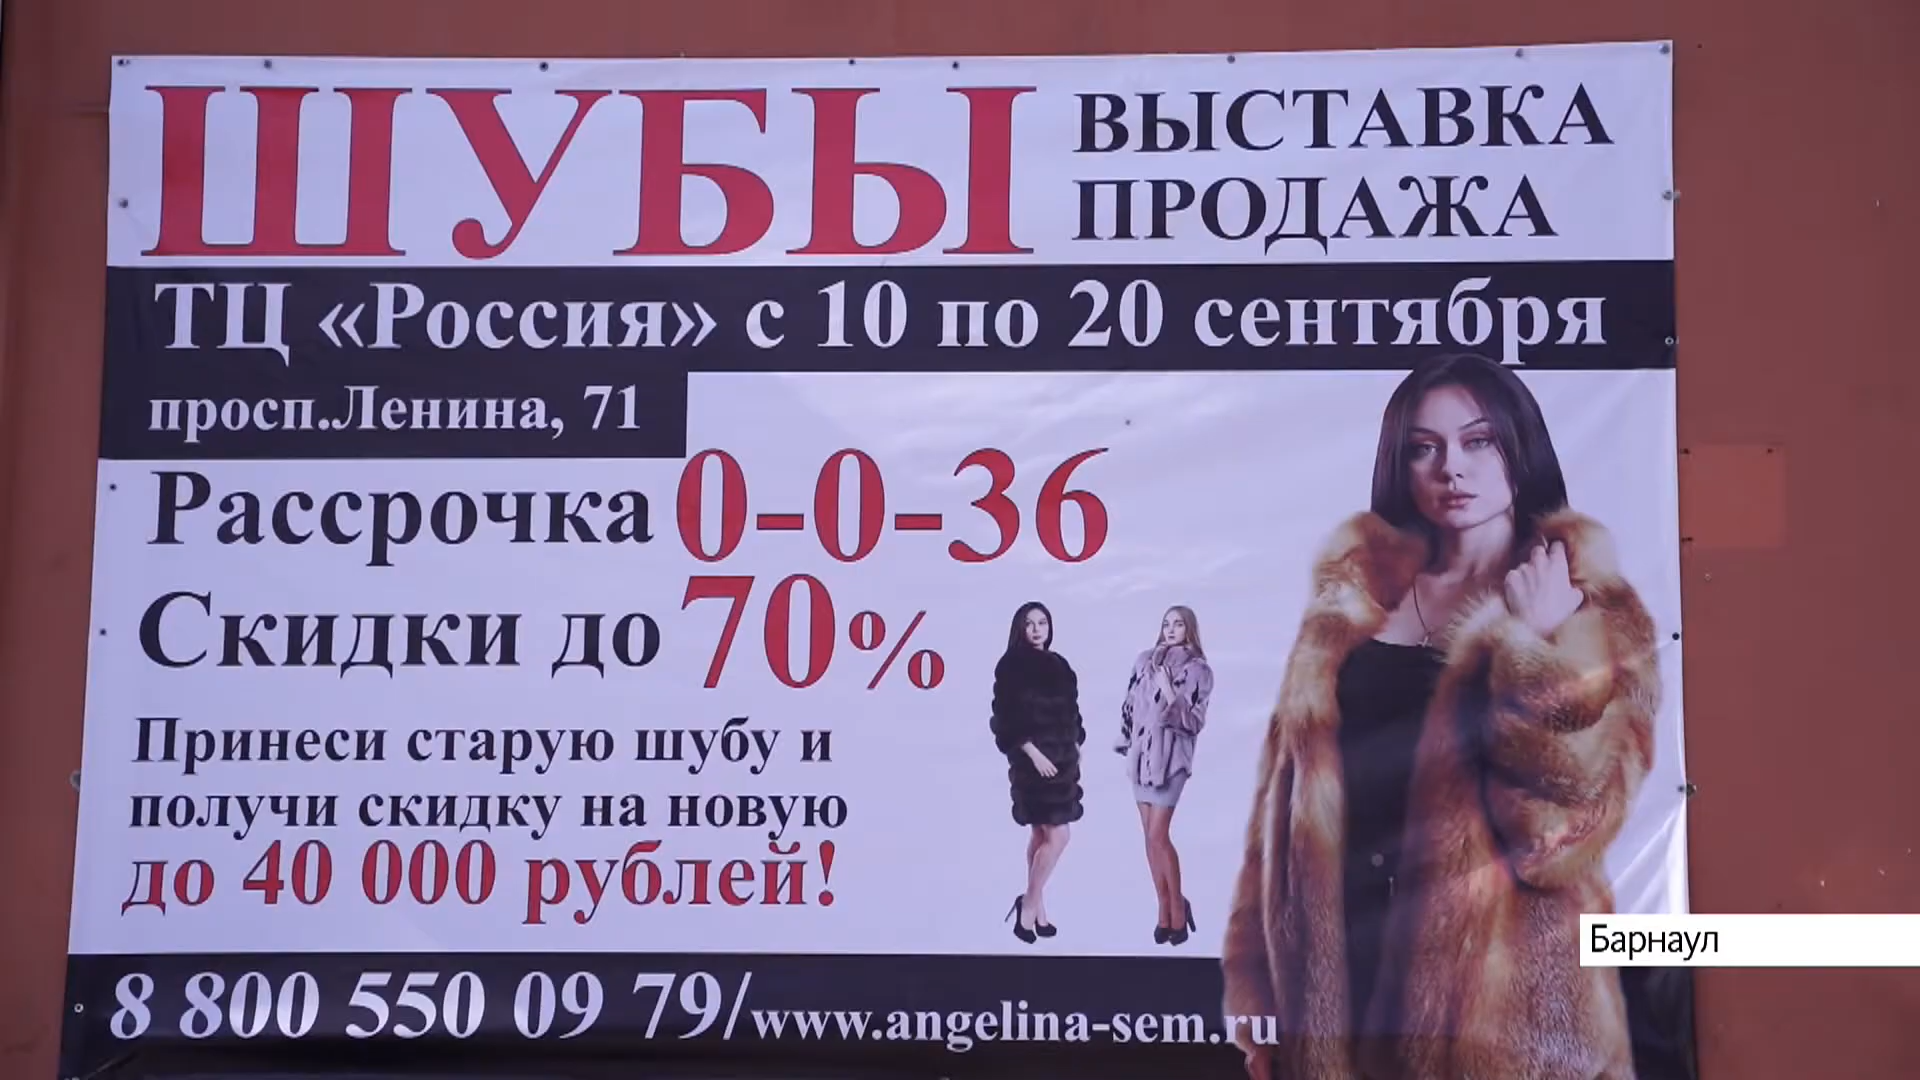 ШУБЫ ВЫСТАВКА
ПРОДАЖА
ТЦ «Россия» с 10 по 20 сентября
просп.Ленина, 71
Рассрочка 0-0-36
Скидки до 70%
Принеси старую шубу и
получи скидку на новую
до 40 000 рублей!
8 800 550 09 79/www.angelina-sem.ru
Барнаул